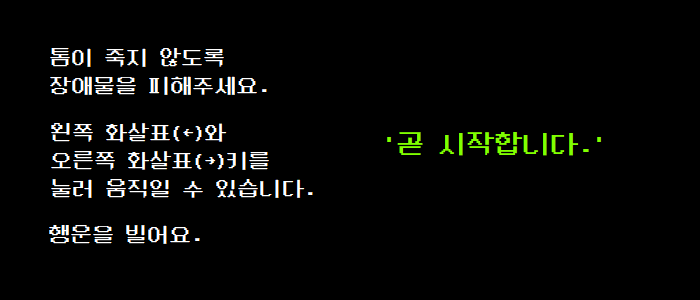 톰이 죽지 않도록
장애물을 피해주세요.
왼쪽 화살표(←)와
오른쪽 화살표(→)키를
눌러 움직일 수 있습니다.
행운을 빌어요.
'곧 시작합니다.'